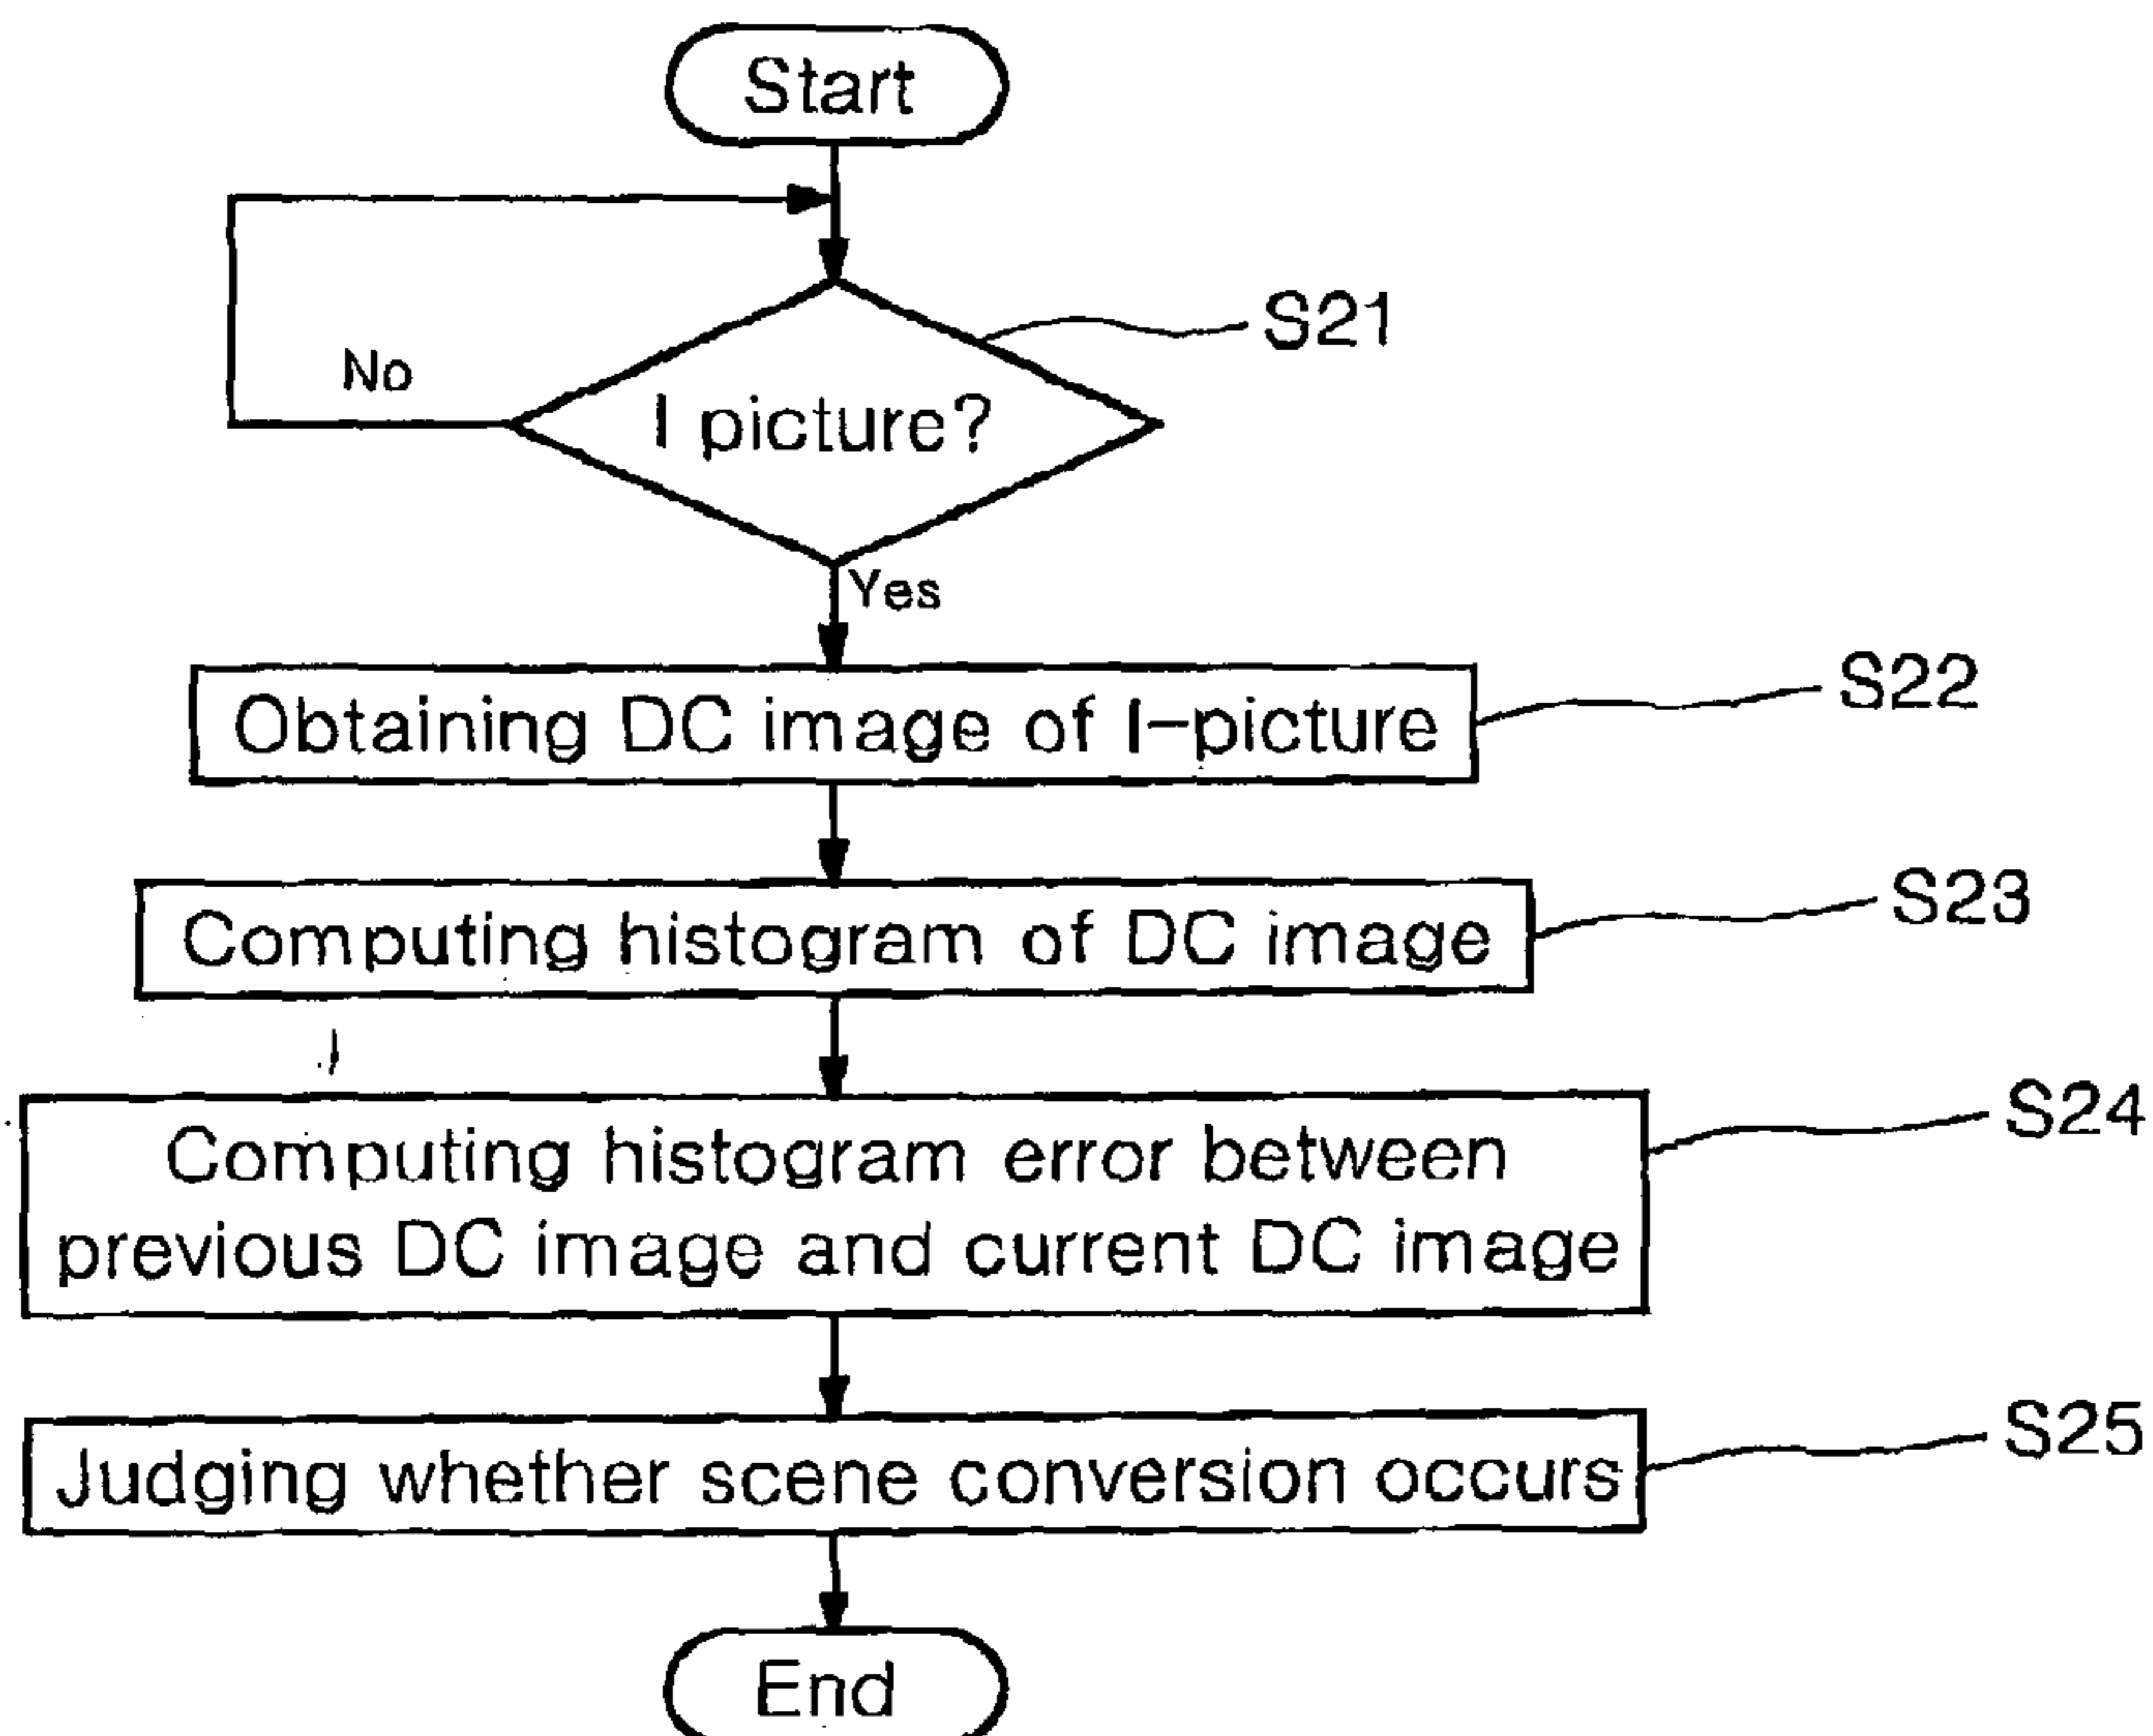 Start
S21
No
I picture?
Yes
S22
Obtaining DC image of I-picture
S23
Computing histogram of DC image
S24
Computing histogram error between
previous DC image and current DC image
S25
Judging whether scene conversion occurs
End